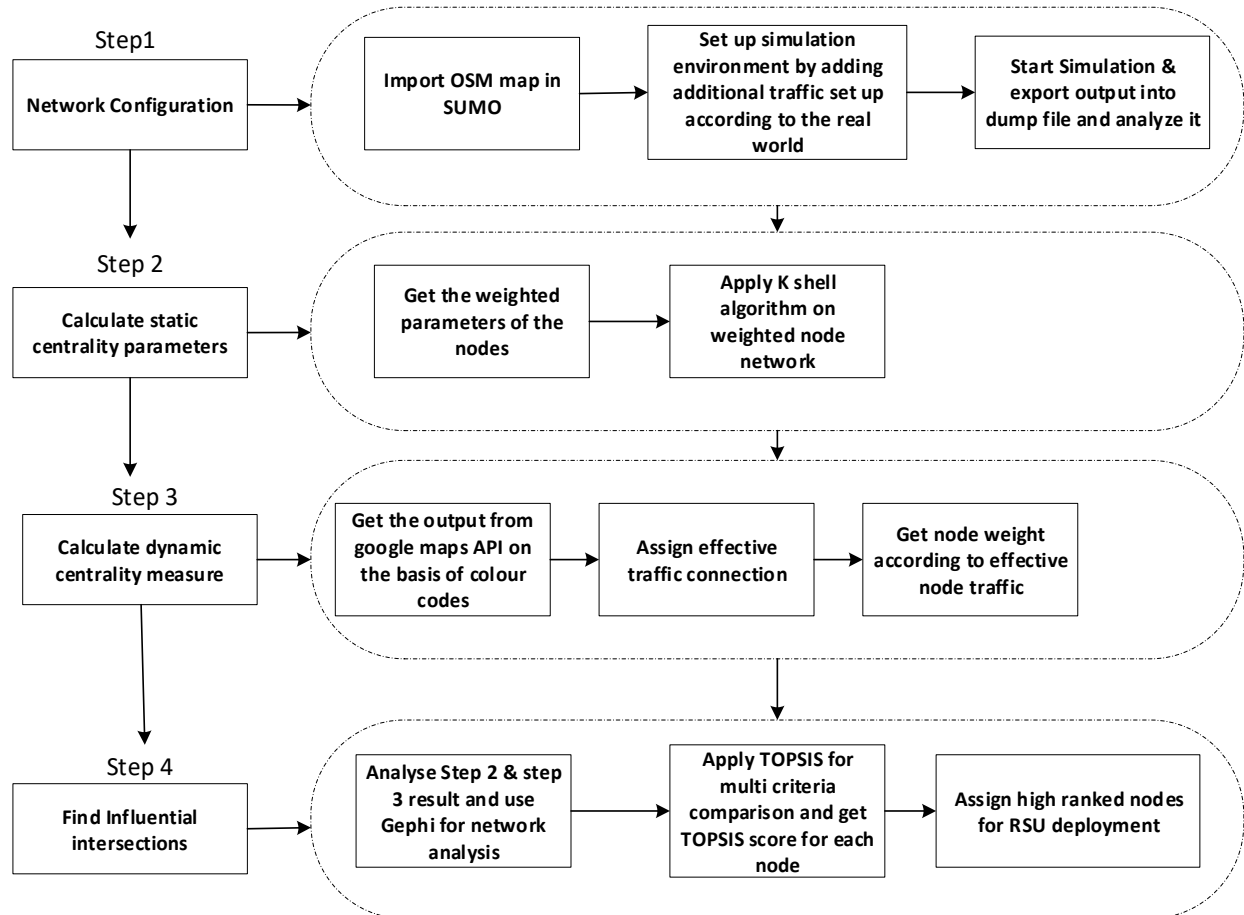 Step1
Network Configuration
Import OSM map in
SUMO
Set up simulation
environment by adding
additional traffic set up
according to the real
world
Start Simulation &
export output into
dump file and analyze it
Step 2
Calculate static
centrality parameters
Get the weighted
parameters of the
nodes
Apply K shell
algorithm on
weighted node
network
Step 3
Calculate dynamic
centrality measure
Get the output from
google maps API on
the basis of colour
codes
Assign effective
traffic connection
Get node weight
according to effective
node traffic
Step 4
Find Influential
intersections
Analyse Step 2 & step
3 result and use
Gephi for network
analysis
Apply TOPSIS for
multi criteria
comparison and get
TOPSIS score for each
node
Assign high ranked nodes
for RSU deployment